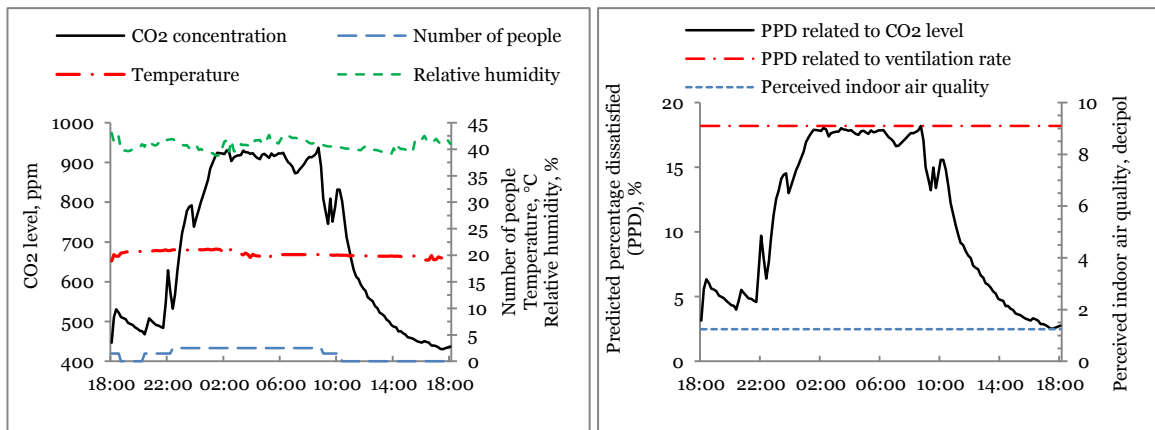 CO2 concentration
Number of people
Temperature
Relative humidity
1000
900
800
700
600
500
400
CO2 level, ppm
45
40
35
30
25
20
15
10
5
0
Number of people
Temperature, °C
Relative humidity, %
18:00 22:00 02:00 06:00 10:00 14:00 18:00
PPD related to CO2 level
PPD related to ventilation rate
Perceived indoor air quality
20
15
10
5
0
Predicted percentage dissatisfied
(PPD), %
10
8
6
4
2
0
Perceived indoor air quality, decipol
18:00 22:00 02:00 06:00 10:00 14:00 18:00